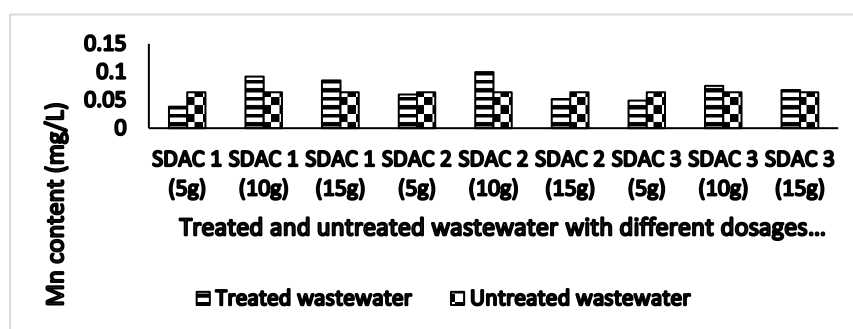 Mn content (mg/L)
0.15
0.1
0.05
0
SDAC 1 SDAC 1 SDAC 1 SDAC 2 SDAC 2 SDAC 2 SDAC 3 SDAC 3 SDAC 3
(5g) (10g) (15g) (5g) (10g) (15g) (5g) (10g) (15g)
Treated and untreated wastewater with different dosages...
Treated wastewater Untreated wastewater